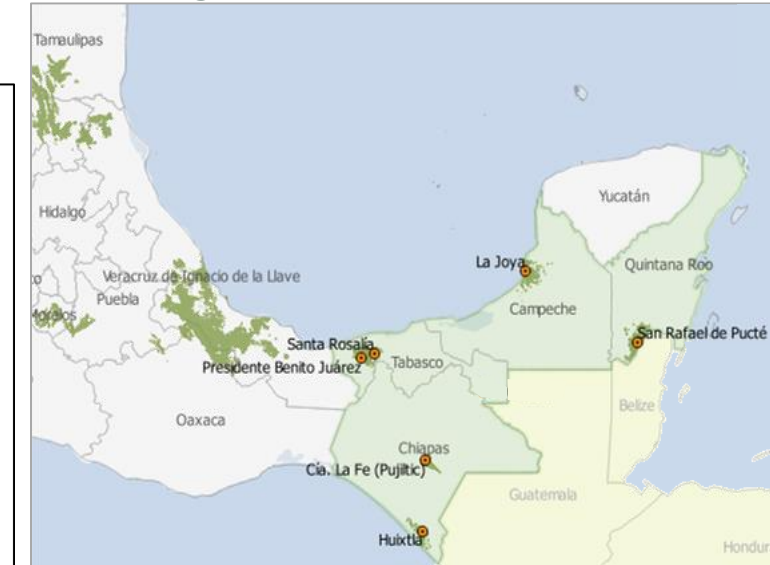 Tamaulipas
Hidalgo
Yucatán
La Joya
Quintana Roo
Veracruz de Ignacio de la Llave
Puebla
Campeche
Morelos
San Rafael de Pucté
Santa Rosalía
Tabasco
Presidente Benito Juárez
Belize
Oaxaca
Chiapas
Cía. La Fe (Pujiltic)
Guatemala
Huixtla
Hondur